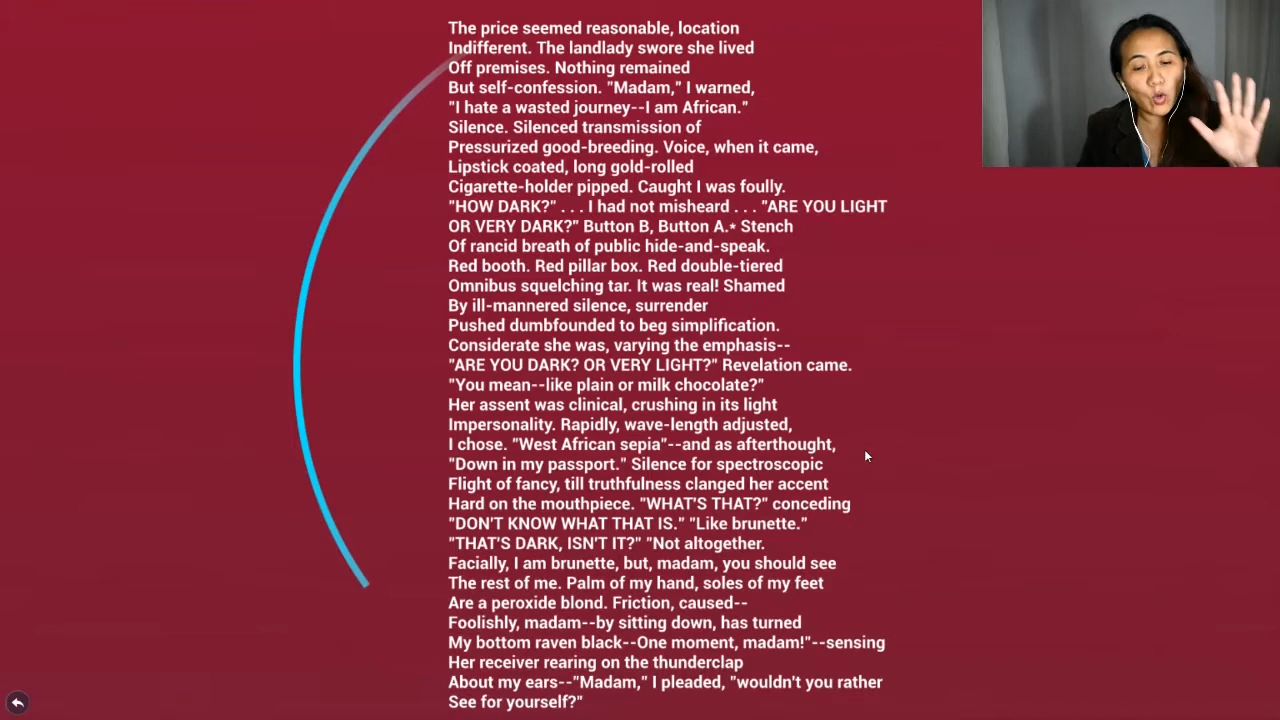 The price seemed reasonable, location
Indifferent. The landlady swore she lived
Off premises. Nothing remained
But self-confession. "Madam," I warned,
"I hate a wasted journey--I am African."
Silence. Silenced transmission of
Pressurized good-breeding. Voice, when it came,
Lipstick coated, long gold-rolled
Cigarette-holder pipped. Caught I was foully.
"HOW DARK?" . . . I had not misheard . . . "ARE YOU LIGHT
OR VERY DARK?" Button B, Button A.* Stench
Of rancid breath of public hide-and-speak.
Red booth. Red pillar box. Red double-tiered
Omnibus squelching tar. It was real! Shamed
By ill-mannered silence, surrender
Pushed dumbfounded to beg simplification.
Considerate she was, varying the emphasis--
"ARE YOU DARK? OR VERY LIGHT?" Revelation came.
"You mean--like plain or milk chocolate?"
Her assent was clinical, crushing in its light
Impersonality. Rapidly, wave-length adjusted,
I chose. "West African sepia"--and as afterthought,
"Down in my passport." Silence for spectroscopic
Flight of fancy, till truthfulness clanged her accent
Hard on the mouthpiece. "WHAT'S THAT?" conceding
"DON'T KNOW WHAT THAT IS." "Like brunette."
"THAT'S DARK, ISN'T IT?" "Not altogether.
Facially, I am brunette, but, madam, you should see
The rest of me. Palm of my hand, soles of my feet
Are a peroxide blond. Friction, caused--
Foolishly, madam--by sitting down, has turned
My bottom raven black--One moment, madam!"--sensing
Her receiver rearing on the thunderclap
About my ears--"Madam," I pleaded, "wouldn't you rather
See for yourself?"